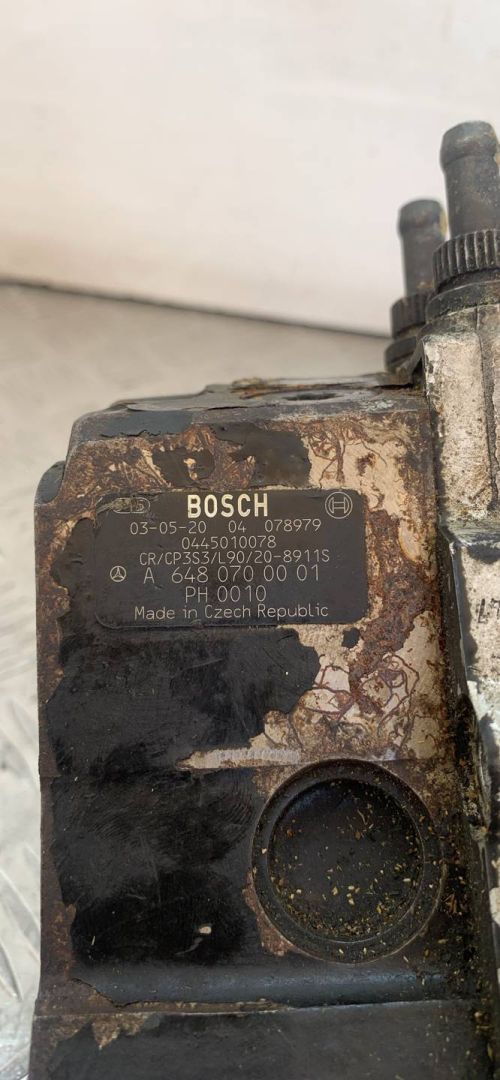 BOSCH
03-05-20 04 078979
0445010078
CR/CP3S3/L90/20-8911S
A 648 070 00 01
PH 0010
Made in Czech Republic